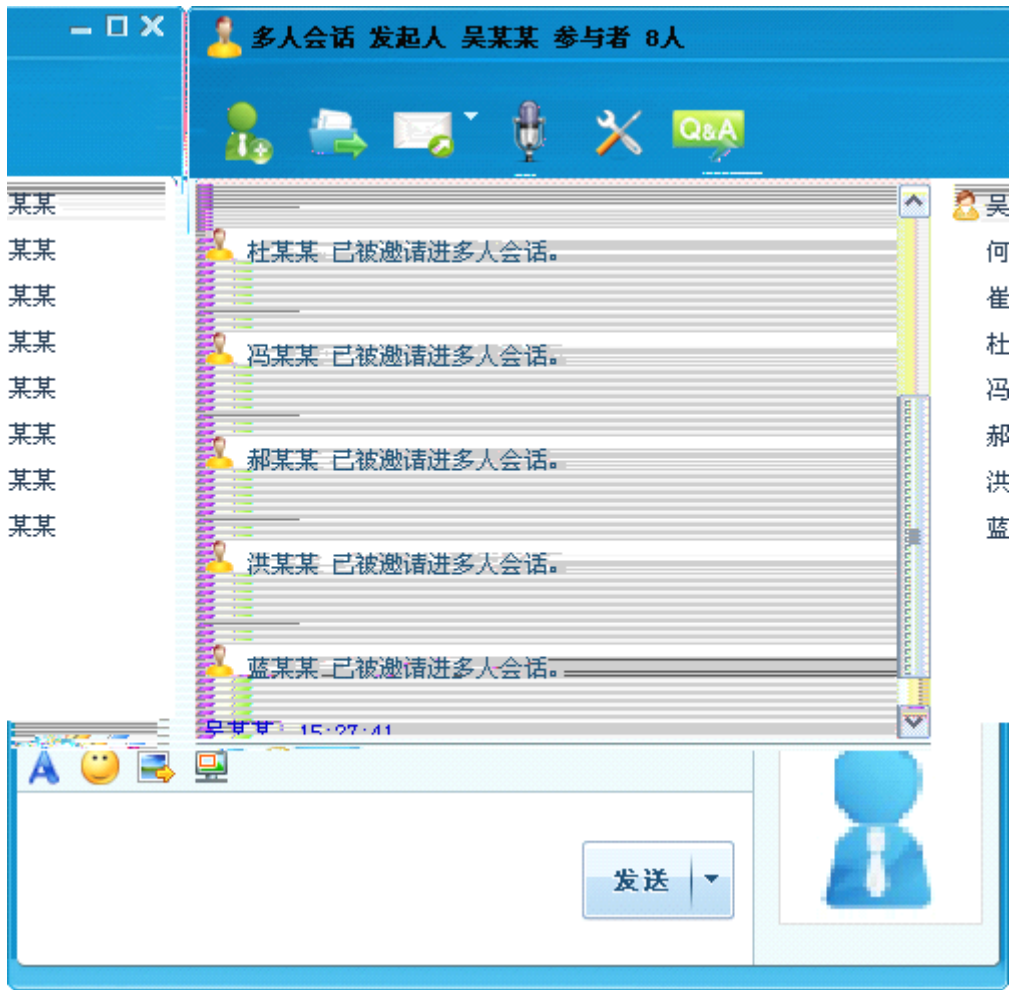 多人会话 发起人 吴某某 参与者 8人
Q&A
某某
某某
某某
某某
某某
某某
某某
某某
杜某某 已被邀请进多人会话。
冯某某 已被邀请进多人会话。
郝某某 已被邀请进多人会话。
洪某某 已被邀请进多人会话。
蓝某某 已被邀请进多人会话。
吴某某 15:27:41
吴
何
崔
杜
冯
郝
洪
蓝
A
发送